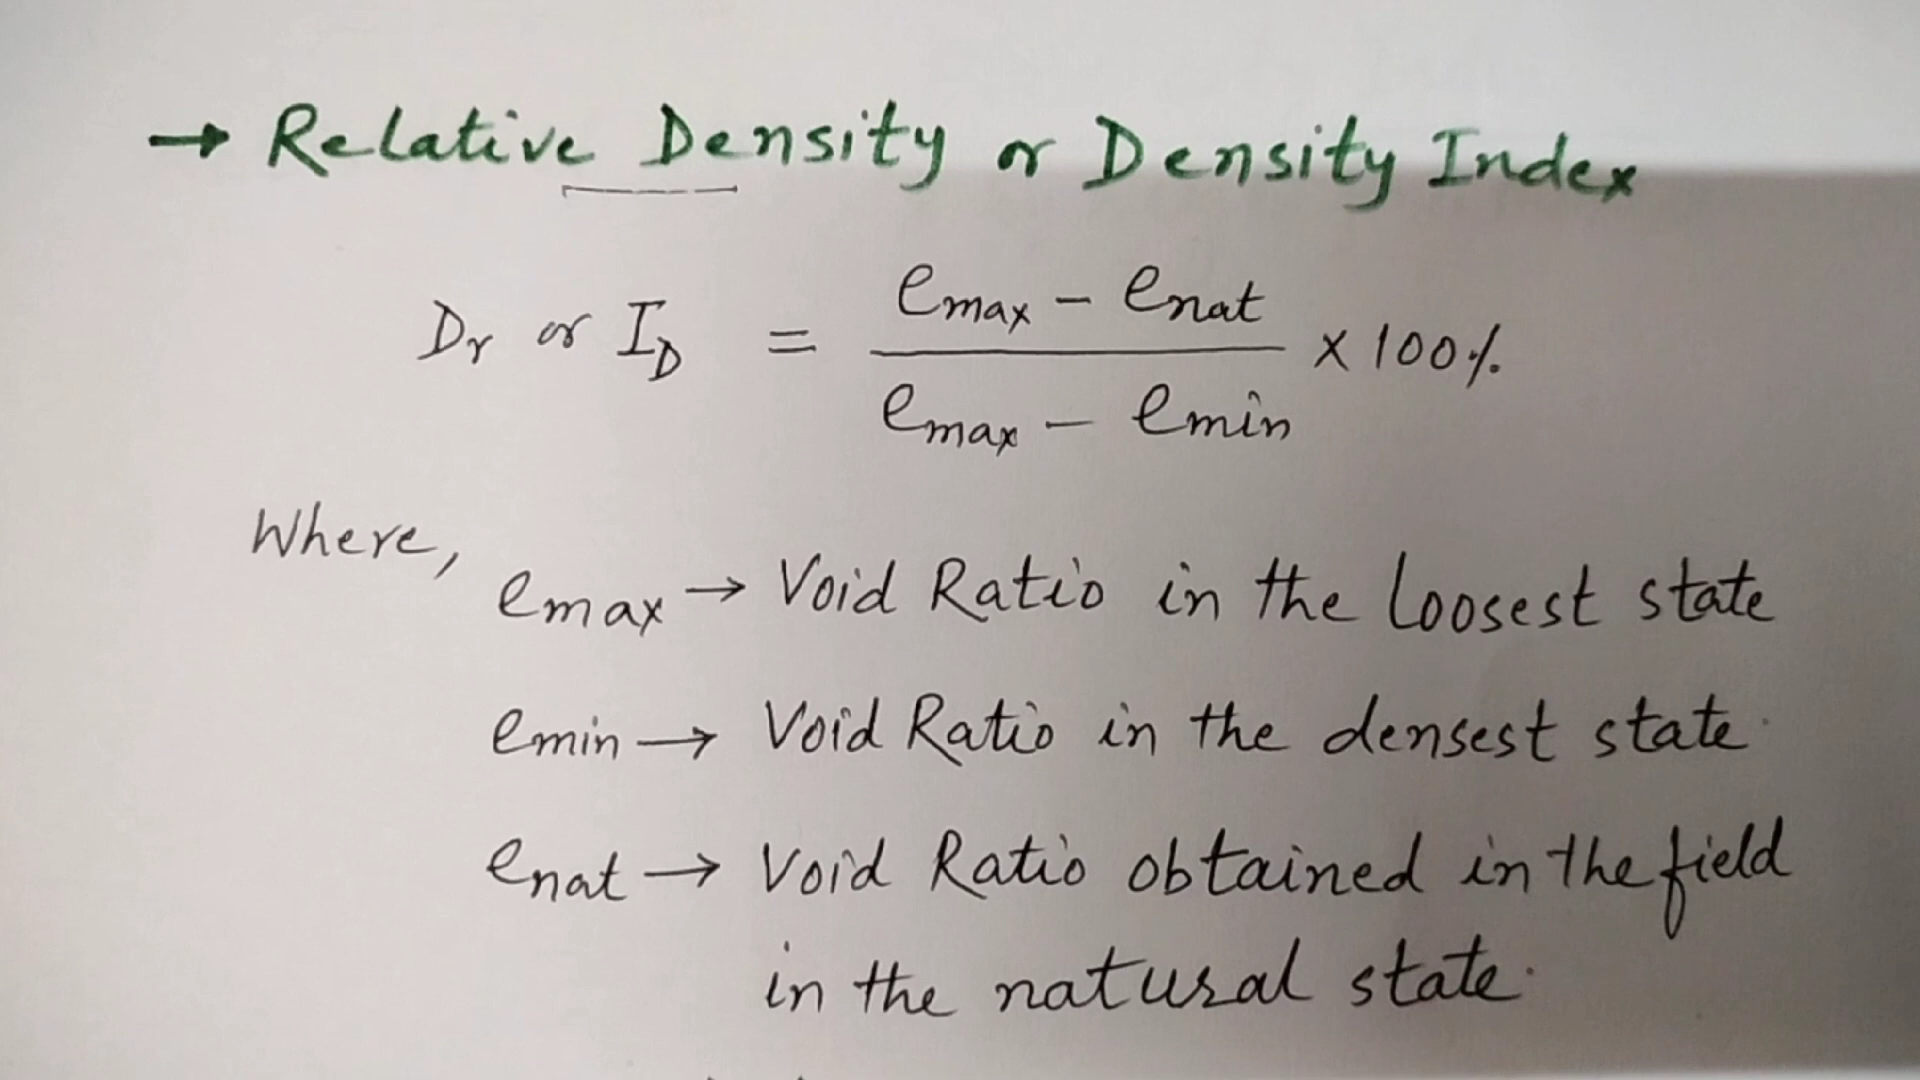 → Relative Density or Density Index
Dr or ID = emax - enat / emax - emin x 100%
Where,
emax → Void Ratio in the loosest state
emin → Void Ratio in the densest state.
enat → Void Ratio obtained in the field
in the natural state.